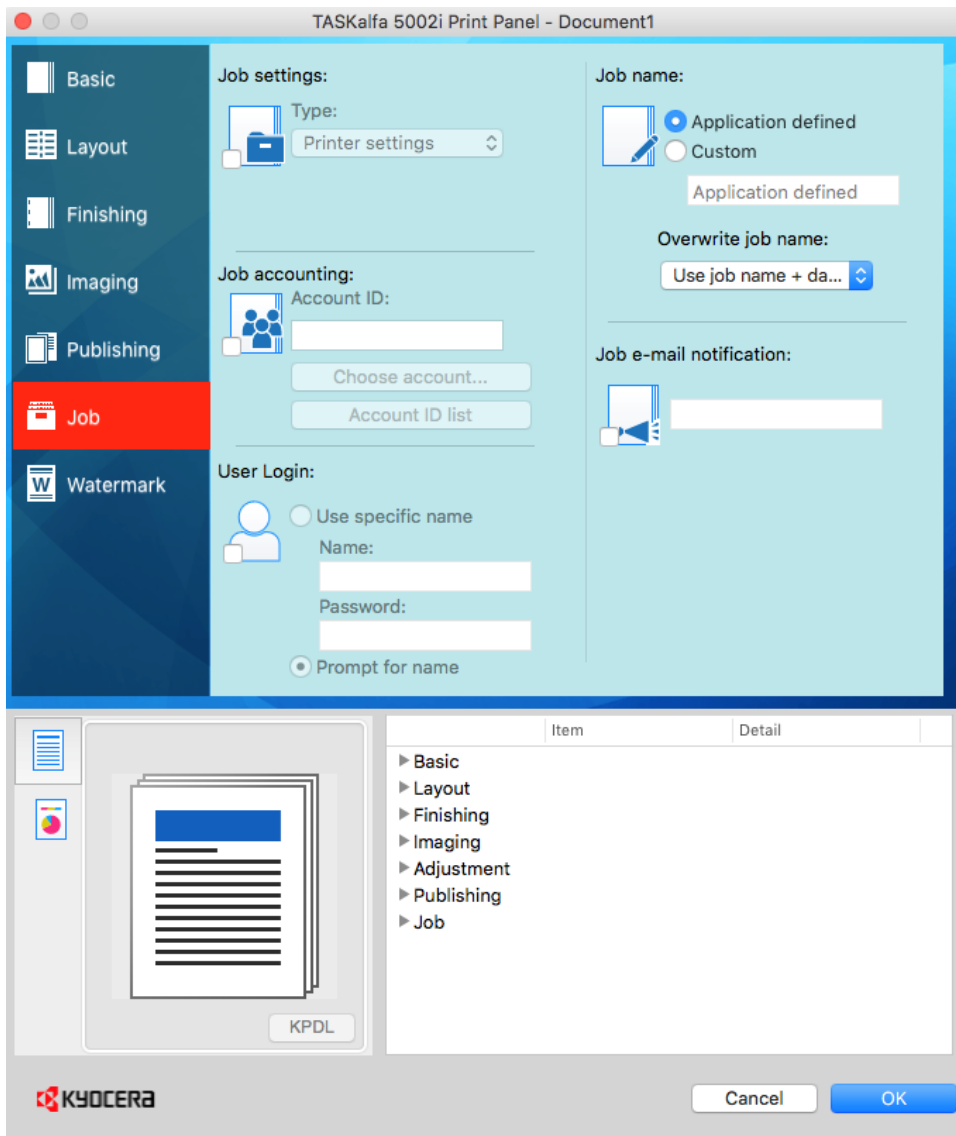 TASKalfa 5002i Print Panel - Document1
Basic
Layout
Finishing
Imaging
Publishing
Job
W
Watermark
Job settings:
Type:
Printer settings
Job accounting:
Account ID:
Choose account...
Account ID list
User Login:
Use specific name
Name:
Password:
Prompt for name
Job name:
Application defined
Custom
Application defined
Overwrite job name:
Use job name + da...
Job e-mail notification:
KPDL
Item Detail
Basic
Layout
Finishing
Imaging
Adjustment
Publishing
Job
KYOCERA
Cancel OK